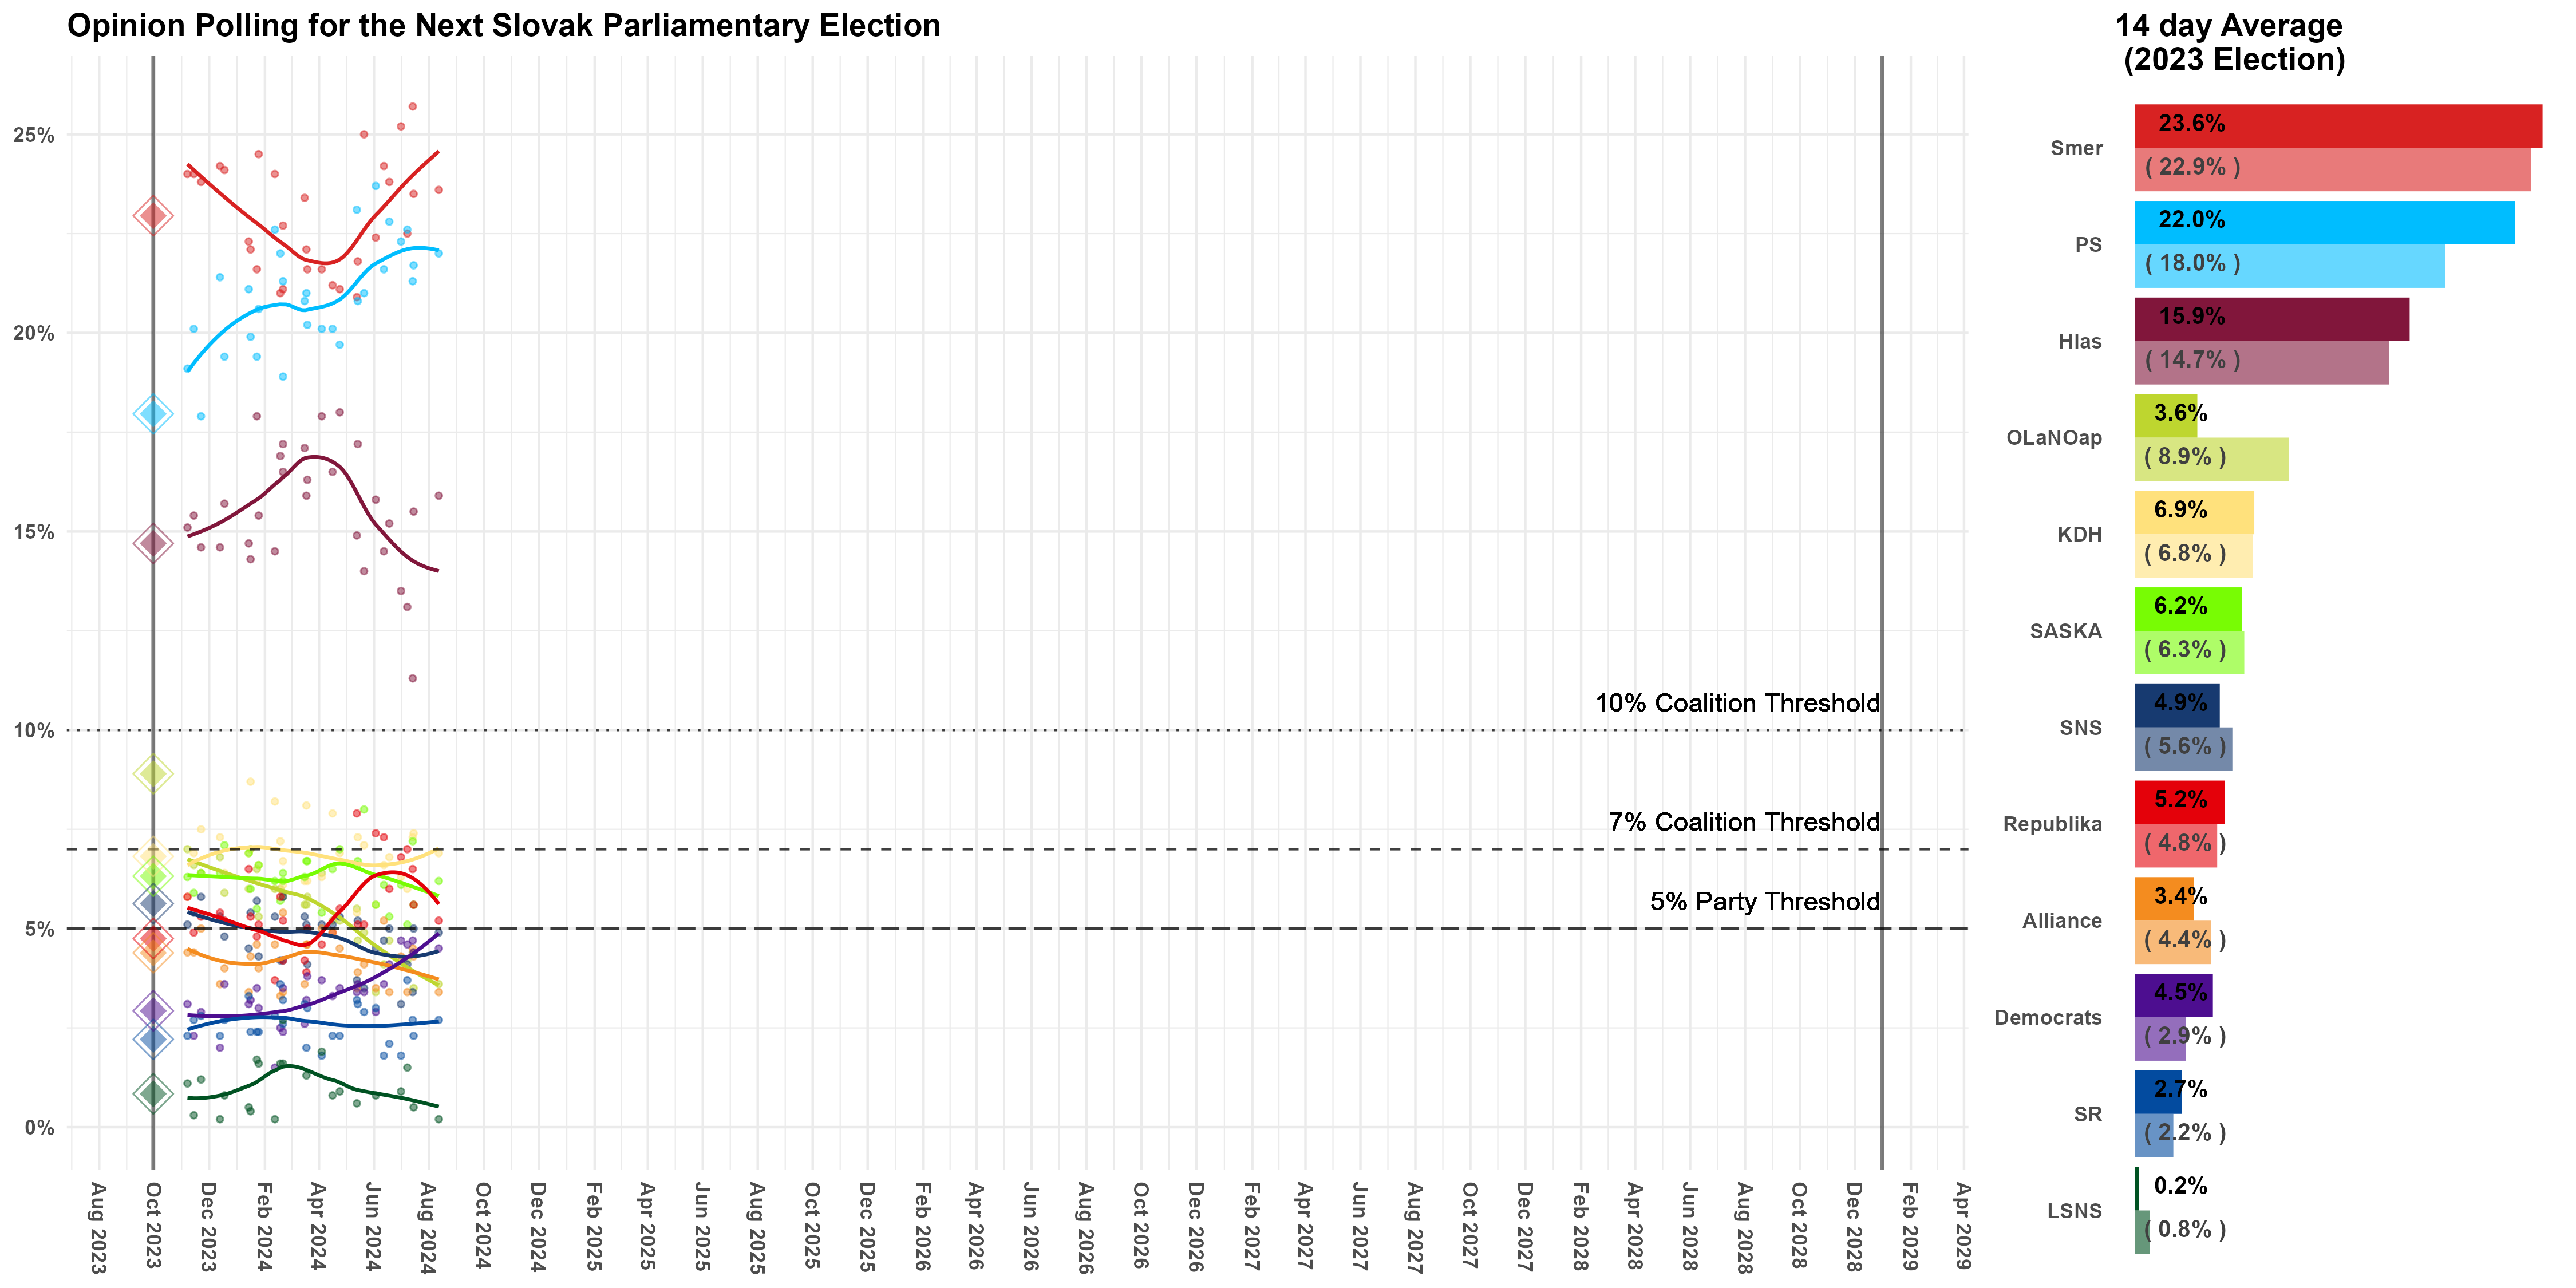 Opinion Polling for the Next Slovak Parliamentary Election
25%
20%
15%
10%
5%
0%
10% Coalition Threshold
7% Coalition Threshold
5% Party Threshold
Aug 2023
Oct 2023
Dec 2023
Feb 2024
Apr 2024
Jun 2024
Aug 2024
Oct 2024
Dec 2024
Feb 2025
Apr 2025
Jun 2025
Aug 2025
Oct 2025
Dec 2025
Feb 2026
Apr 2026
Jun 2026
Aug 2026
Oct 2026
Dec 2026
Feb 2027
Apr 2027
Jun 2027
Aug 2027
Oct 2027
Dec 2027
Feb 2028
Apr 2028
Jun 2028
Aug 2028
Oct 2028
Dec 2028
Feb 2029
Apr 2029
14 day Average
(2023 Election)
Smer
23.6%
( 22.9% )
PS
22.0%
( 18.0% )
Hlas
15.9%
( 14.7% )
OLaNOap
3.6%
( 8.9% )
KDH
6.9%
( 6.8% )
SASKA
6.2%
( 6.3% )
SNS
4.9%
( 5.6% )
Republika
5.2%
( 4.8% )
Alliance
3.4%
( 4.4% )
Democrats
4.5%
( 2.9% )
SR
2.7%
( 2.2% )
LSNS
0.2%
( 0.8% )